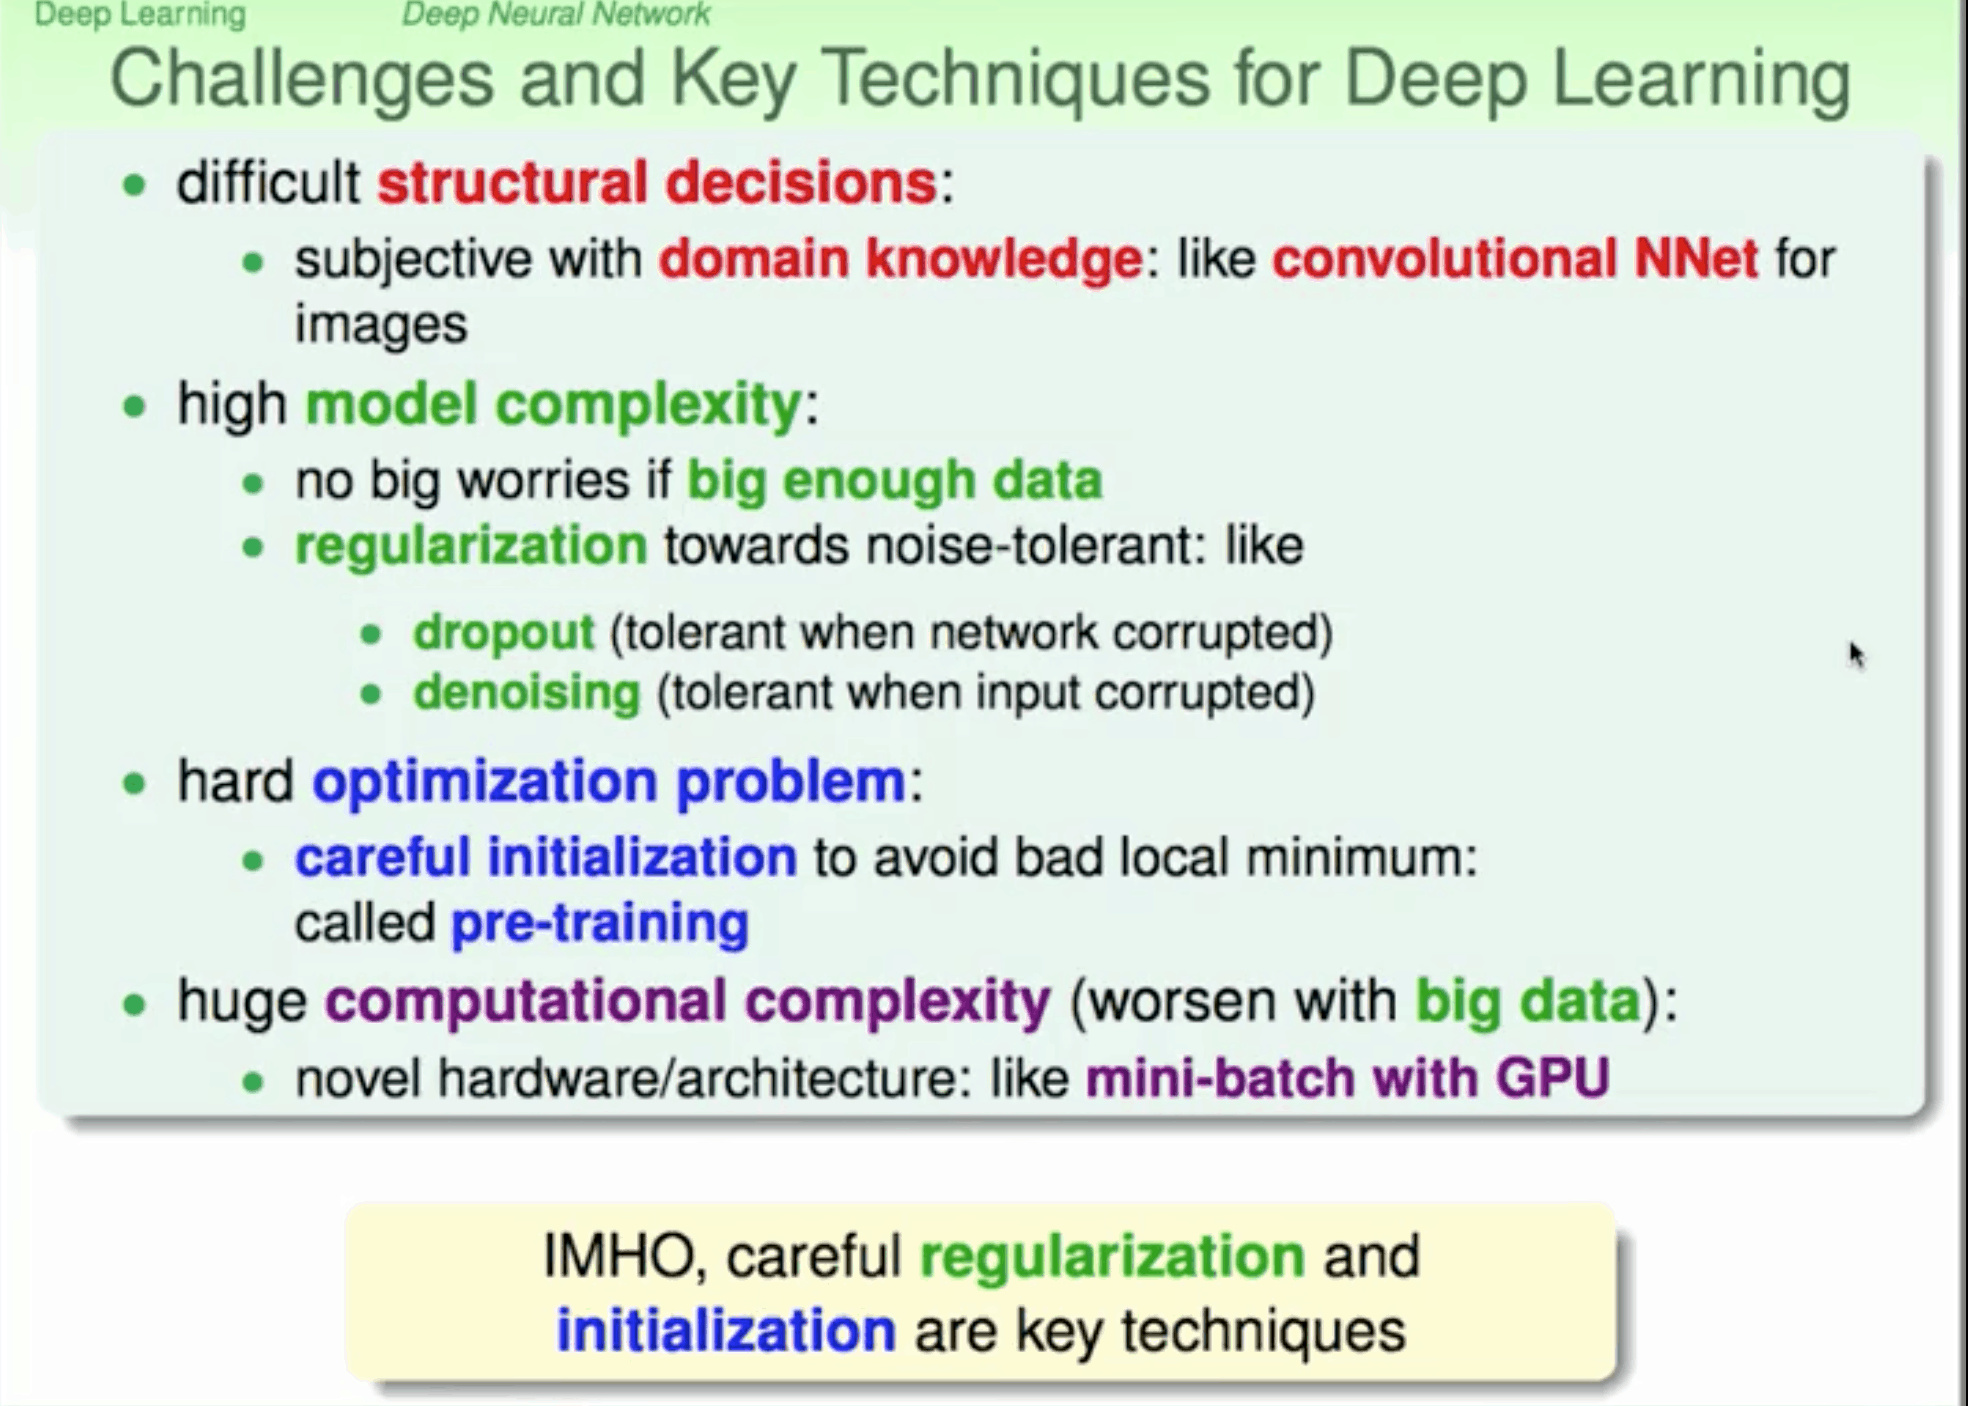 Deep Learning
Deep Neural Network
Challenges and Key Techniques for Deep Learning
difficult structural decisions:
subjective with domain knowledge: like convolutional NNet for
images
high model complexity:
no big worries if big enough data
regularization towards noise-tolerant: like
dropout (tolerant when network corrupted)
denoising (tolerant when input corrupted)
hard optimization problem:
careful initialization to avoid bad local minimum:
called pre-training
huge computational complexity (worsen with big data):
novel hardware/architecture: like mini-batch with GPU
IMHO, careful regularization and
initialization are key techniques